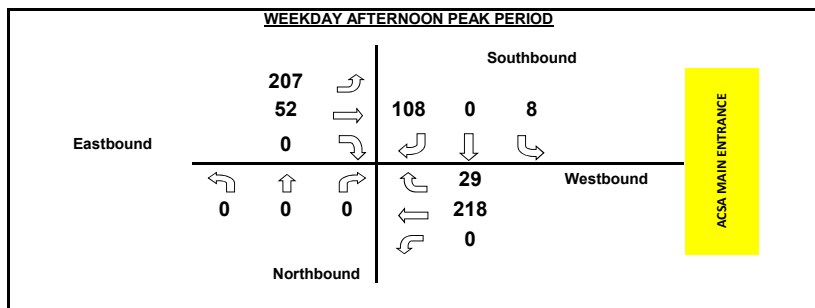 WEEKDAY AFTERNOON PEAK PERIOD
Southbound
207
52 108 0 8
Eastbound 0
29 Westbound
0 0 0 218
0
Northbound
ACSA MAIN ENTRANCE